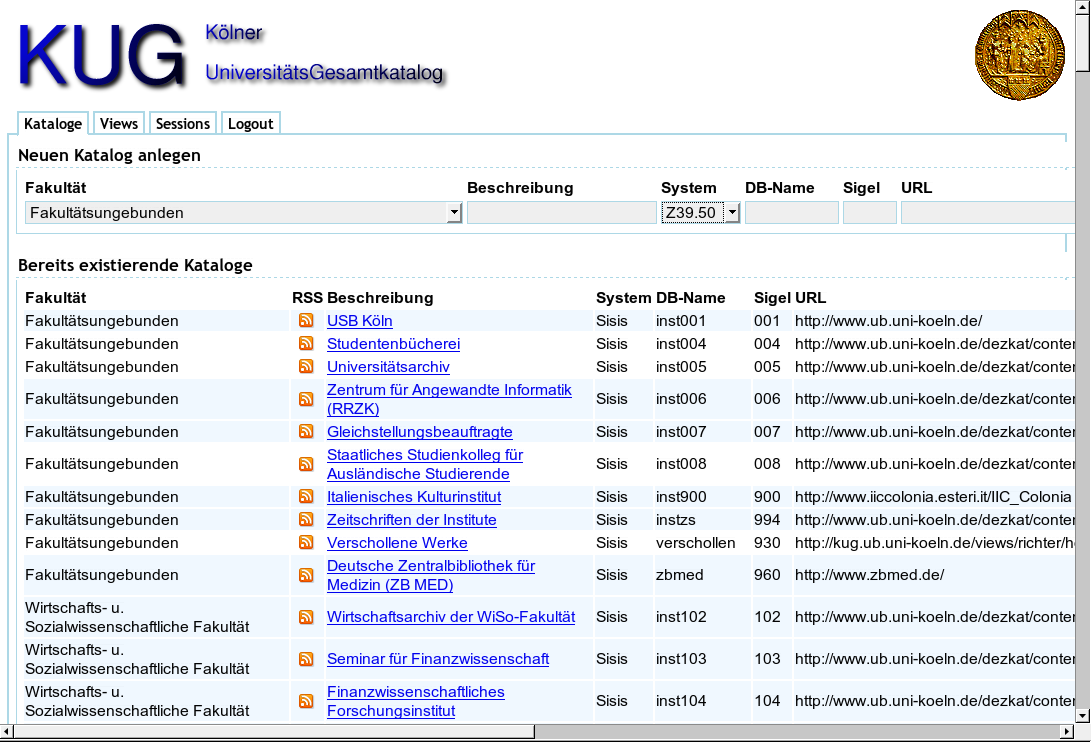 KUG Kölner
UniversitätsGesamtkatalog
Kataloge Views Sessions Logout
Neuen Katalog anlegen
Fakultät Beschreibung System DB-Name Sigel URL
Fakultätsungebunden Z39.50
Bereits existierende Kataloge
Fakultät RSS Beschreibung System DB-Name Sigel URL
Fakultätsungebunden USB Köln Sisis inst001 001 http://www.ub.uni-koeln.de/
Fakultätsungebunden Studentenbücherei Sisis inst004 004 http://www.ub.uni-koeln.de/dezkat/conter
Fakultätsungebunden Universitätsarchiv Sisis inst005 005 http://www.ub.uni-koeln.de/dezkat/conter
Fakultätsungebunden Zentrum für Angewandte Informatik
(RRZK) Sisis inst006 006 http://www.ub.uni-koeln.de/dezkat/conter
Fakultätsungebunden Gleichstellungsbeauftragte Sisis inst007 007 http://www.ub.uni-koeln.de/dezkat/conter
Fakultätsungebunden Staatliches Studienkolleg für
Ausländische Studierende Sisis inst008 008 http://www.ub.uni-koeln.de/dezkat/conter
Fakultätsungebunden Italienisches Kulturinstitut Sisis inst900 900 http://www.iiccolonia.esteri.it/IIC_Colonia
Fakultätsungebunden Zeitschriften der Institute Sisis instzs 994 http://www.ub.uni-koeln.de/dezkat/conter
Fakultätsungebunden Verschollene Werke Sisis verschollen 930 http://kug.ub.uni-koeln.de/views/richter/h
Fakultätsungebunden Deutsche Zentralbibliothek für
Medizin (ZB MED) Sisis zbmed 960 http://www.zbmed.de/
Wirtschafts- u.
Sozialwissenschaftliche Fakultät Wirtschaftsarchiv der WiSo-Fakultät Sisis inst102 102 http://www.ub.uni-koeln.de/dezkat/conter
Wirtschafts- u.
Sozialwissenschaftliche Fakultät Seminar für Finanzwissenschaft Sisis inst103 103 http://www.ub.uni-koeln.de/dezkat/conter
Wirtschafts- u.
Sozialwissenschaftliche Fakultät Finanzwissenschaftliches
Forschungsinstitut Sisis inst104 104 http://www.ub.uni-koeln.de/dezkat/conter